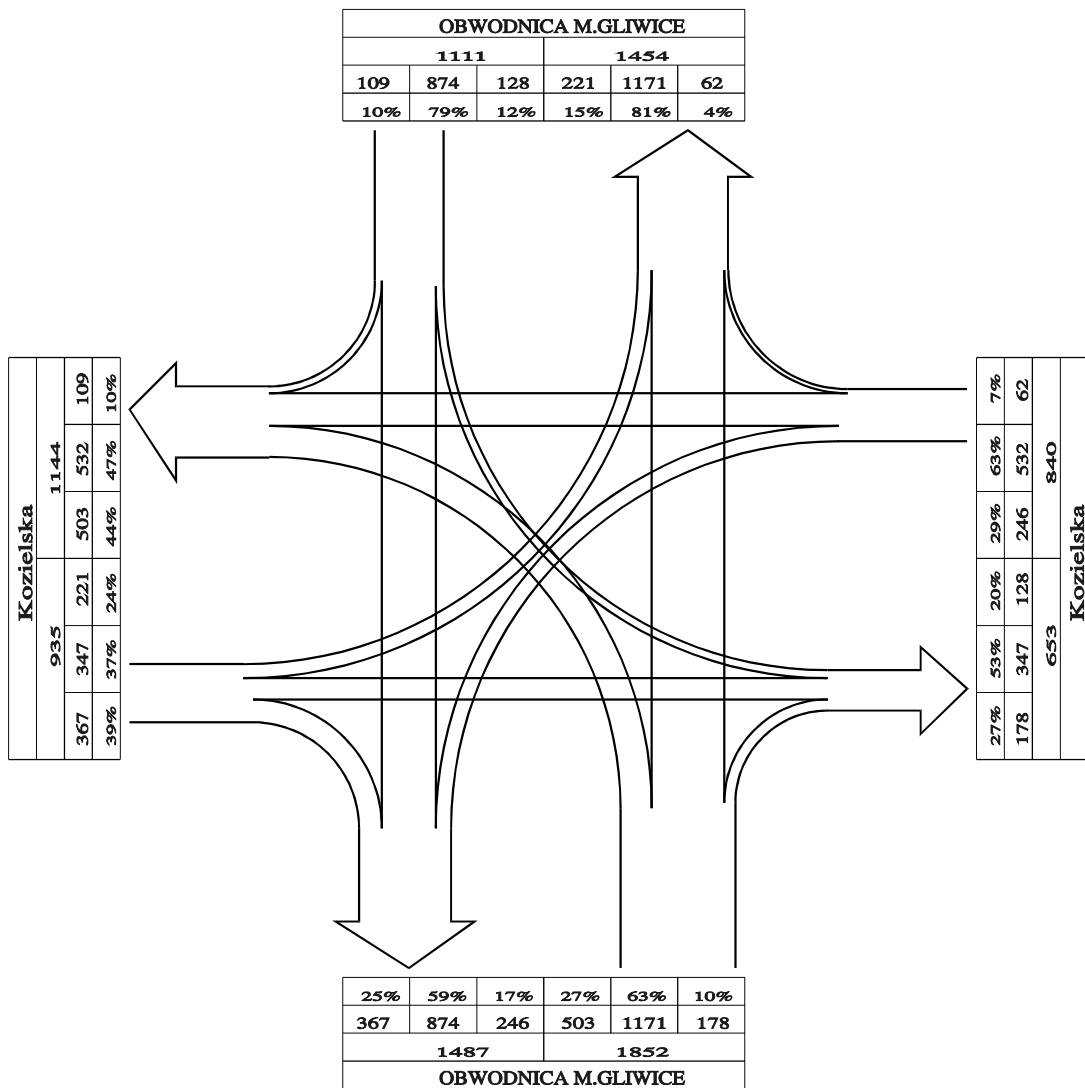 OBWODNICA M.GLIWICE
1111 1454
109 874 128 221 1171 62
10% 79% 12% 15% 81% 4%
Kozielska
1144 935
109 532 503 221 347 367
10% 47% 44% 24% 37% 39%
7% 63% 29% 20% 53% 27%
62 532 246 128 347 178
840 653
Kozielska
25% 59% 17% 27% 63% 10%
367 874 246 503 1171 178
1487 1852
OBWODNICA M.GLIWICE